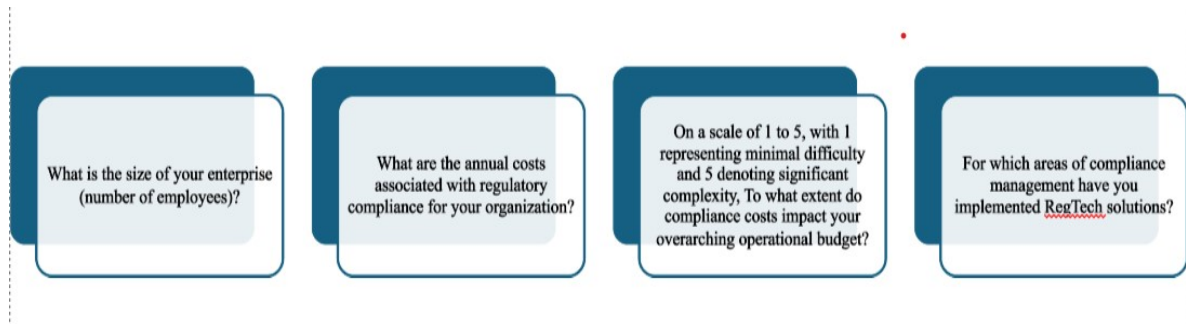 What is the size of your enterprise
(number of employees)?
What are the annual costs
associated with regulatory
compliance for your organization?
On a scale of 1 to 5, with 1
representing minimal difficulty
and 5 denoting significant
complexity, To what extent do
compliance costs impact your
overarching operational budget?
For which areas of compliance
management have you
implemented RegTech solutions?